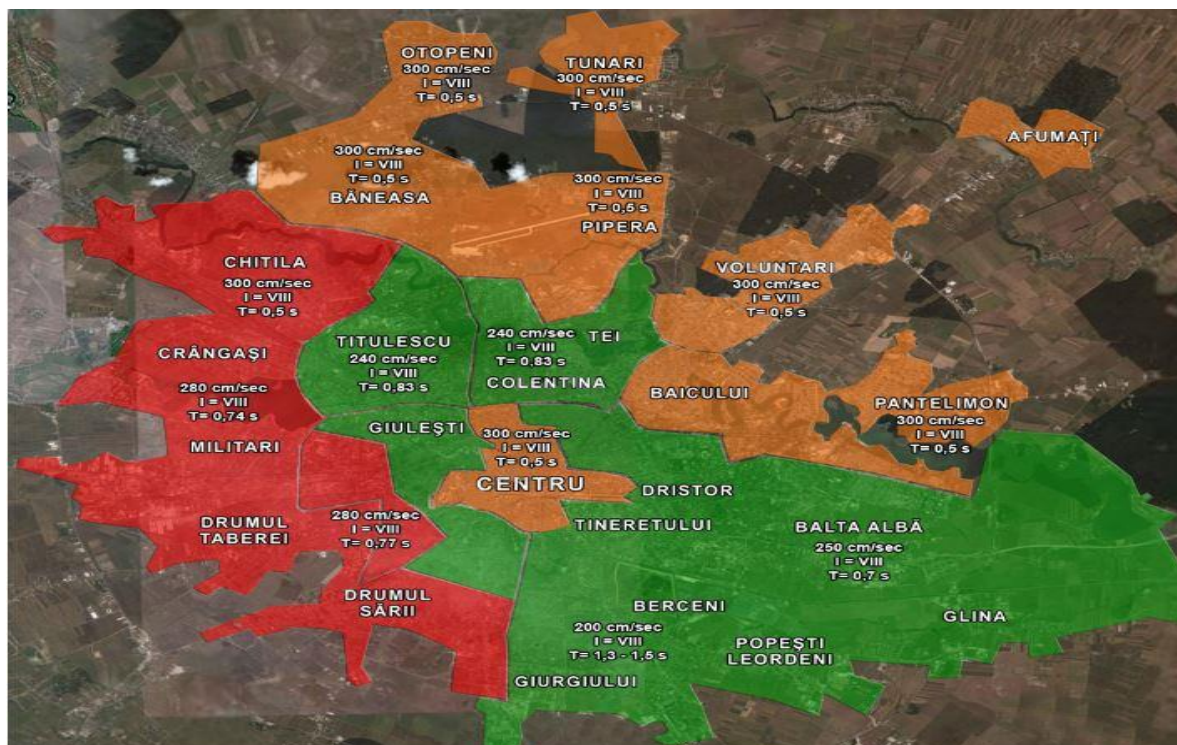 OTOPENI
300 cm/sec
I = VIII
T= 0,5 s
TUNARI
300 cm/sec
I = VIII
T= 0,5 s
AFUMAȚI
300 cm/sec
I = VIII
T= 0,5 s
BĂNEASA
300 cm/sec
I = VIII
T= 0,5 s
PIPERA
CHITILA
300 cm/sec
I = VIII
T= 0,5 s
VOLUNTARI
300 cm/sec
I = VIII
T= 0,5 s
TITULESCU
240 cm/sec
I = VIII
T= 0,83 s
240 cm/sec
I = VIII
T= 0,83 s
TEI
COLENTINA
CRÂNGAȘI
280 cm/sec
I = VIII
T= 0,74 s
MILITARI
BAICULUI
PANTELIMON
300 cm/sec
I = VIII
T= 0,5 s
GIULEȘTI
300 cm/sec
I = VIII
T= 0,5 s
CENTRU
DRISTOR
TINERETULUI
DRUMUL
TABEREI
280 cm/sec
I = VIII
T= 0,77 s
BALTA ALBĂ
250 cm/sec
I = VIII
T= 0,7 s
DRUMUL
SĂRII
BERCENI
200 cm/sec
I = VIII
T= 1,3 - 1,5 s
GLINA
POPEȘTI
LEORDENI
GIURGIULUI